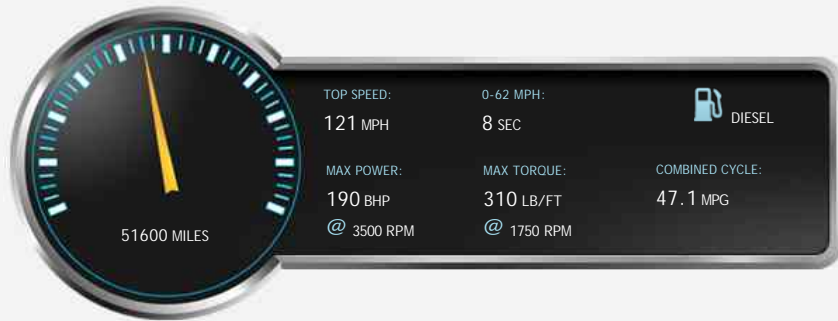 TOP SPEED:
121 MPH
0-62 MPH:
8 SEC
DIESEL
MAX POWER:
190 BHP
@ 3500 RPM
MAX TORQUE:
310 LB/FT
@ 1750 RPM
COMBINED CYCLE:
47.1 MPG
51600 MILES